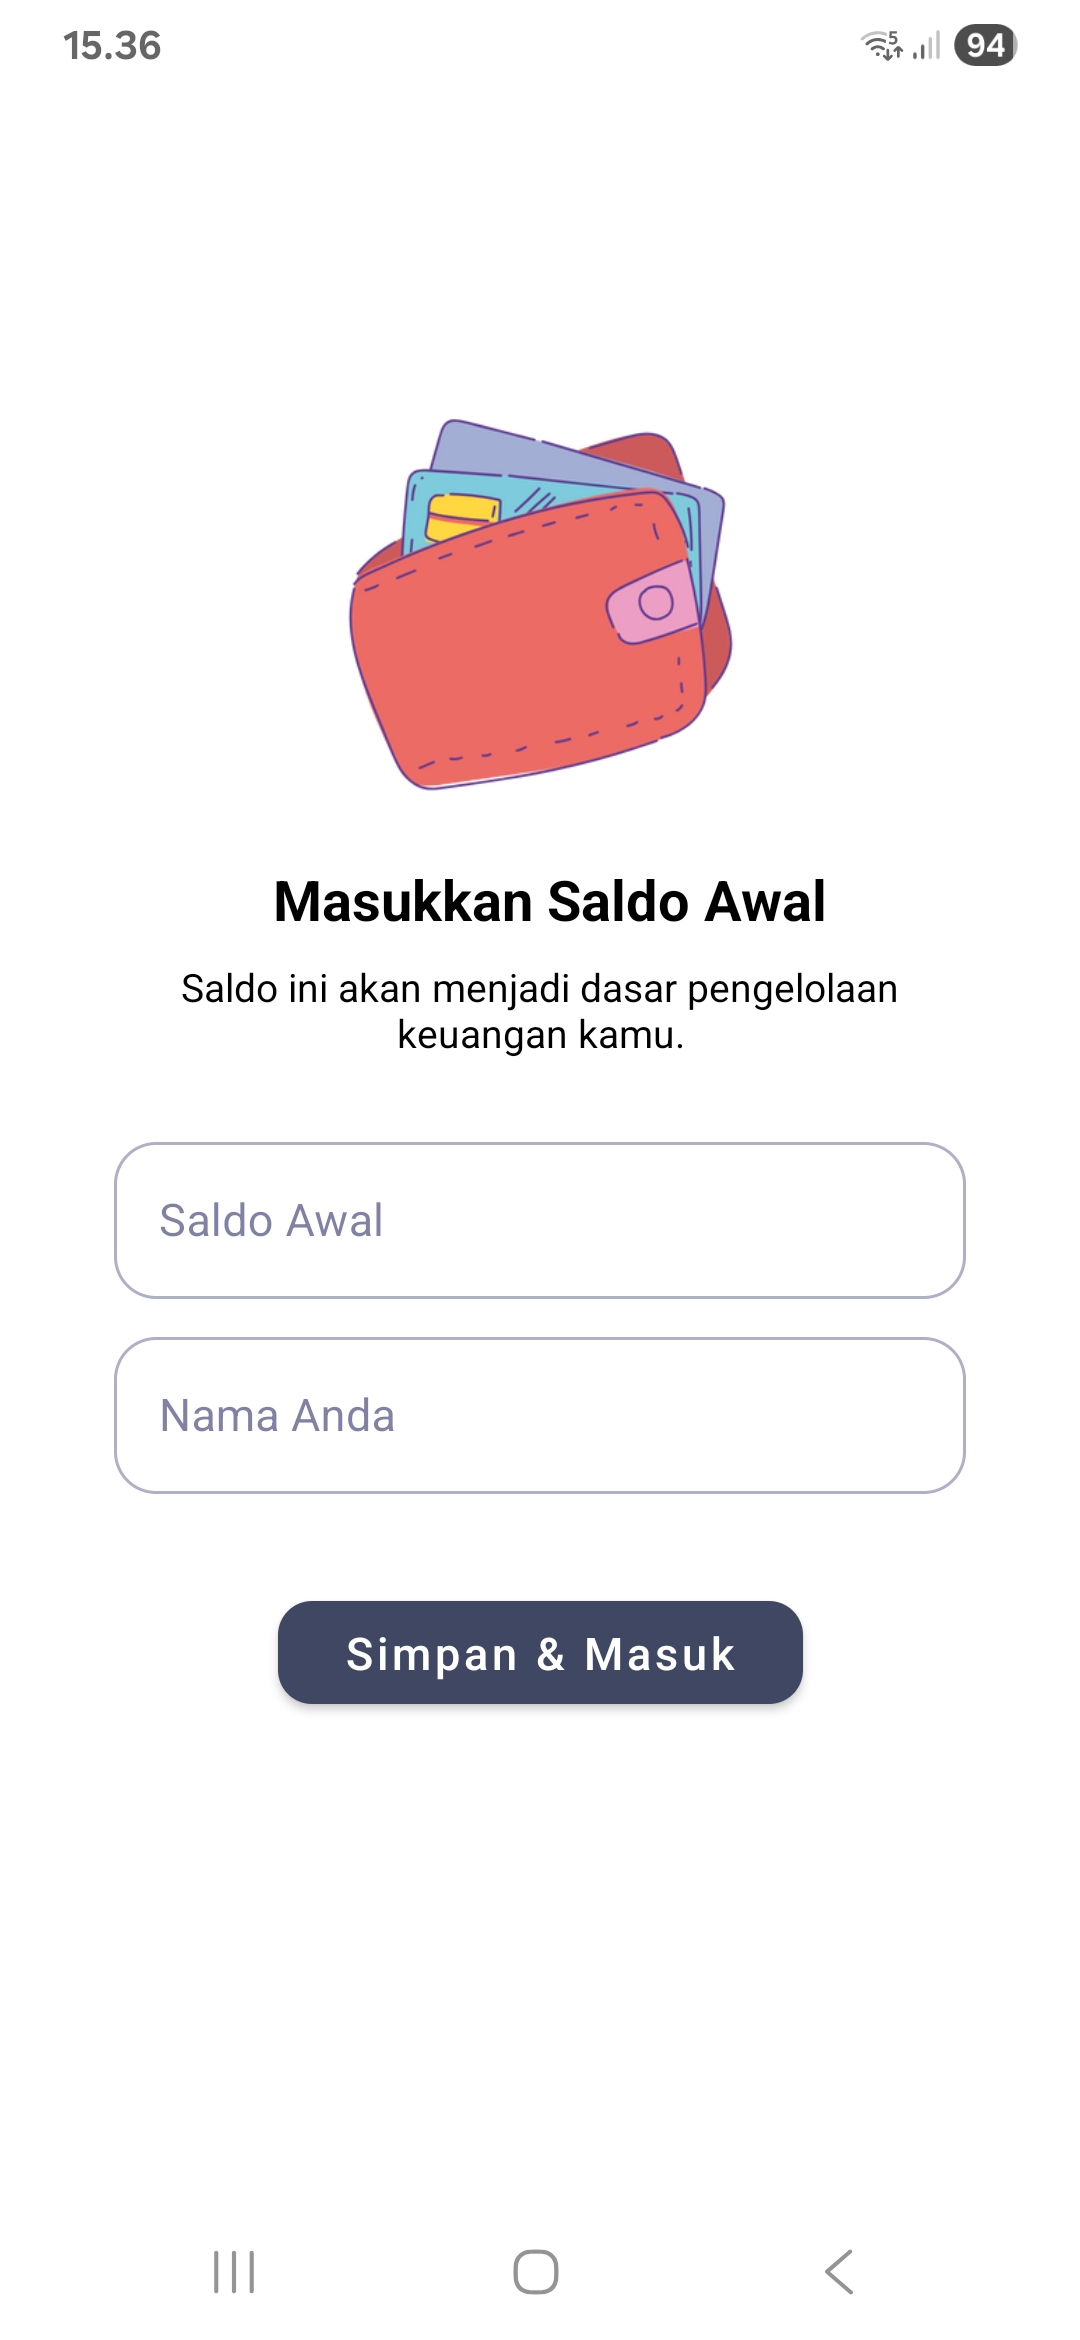 15.36
5
94
Masukkan Saldo Awal
Saldo ini akan menjadi dasar pengelolaan
keuangan kamu.
Saldo Awal
Nama Anda
Simpan & Masuk